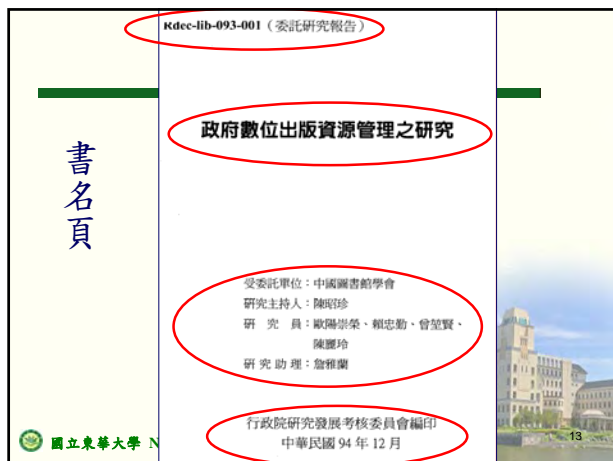 Rdec-lib-093-001（委託研究報告）
政府數位出版資源管理之研究
書名頁
受委託單位：中國圖書館學會
研究主持人：陳昭珍
研 究 員：歐陽崇榮、賴忠勤、曾堃賢、
陳麗玲
研究助理：詹雅蘭
行政院研究發展考核委員會編印
中華民國 94 年 12 月
國立東華大學 N
13